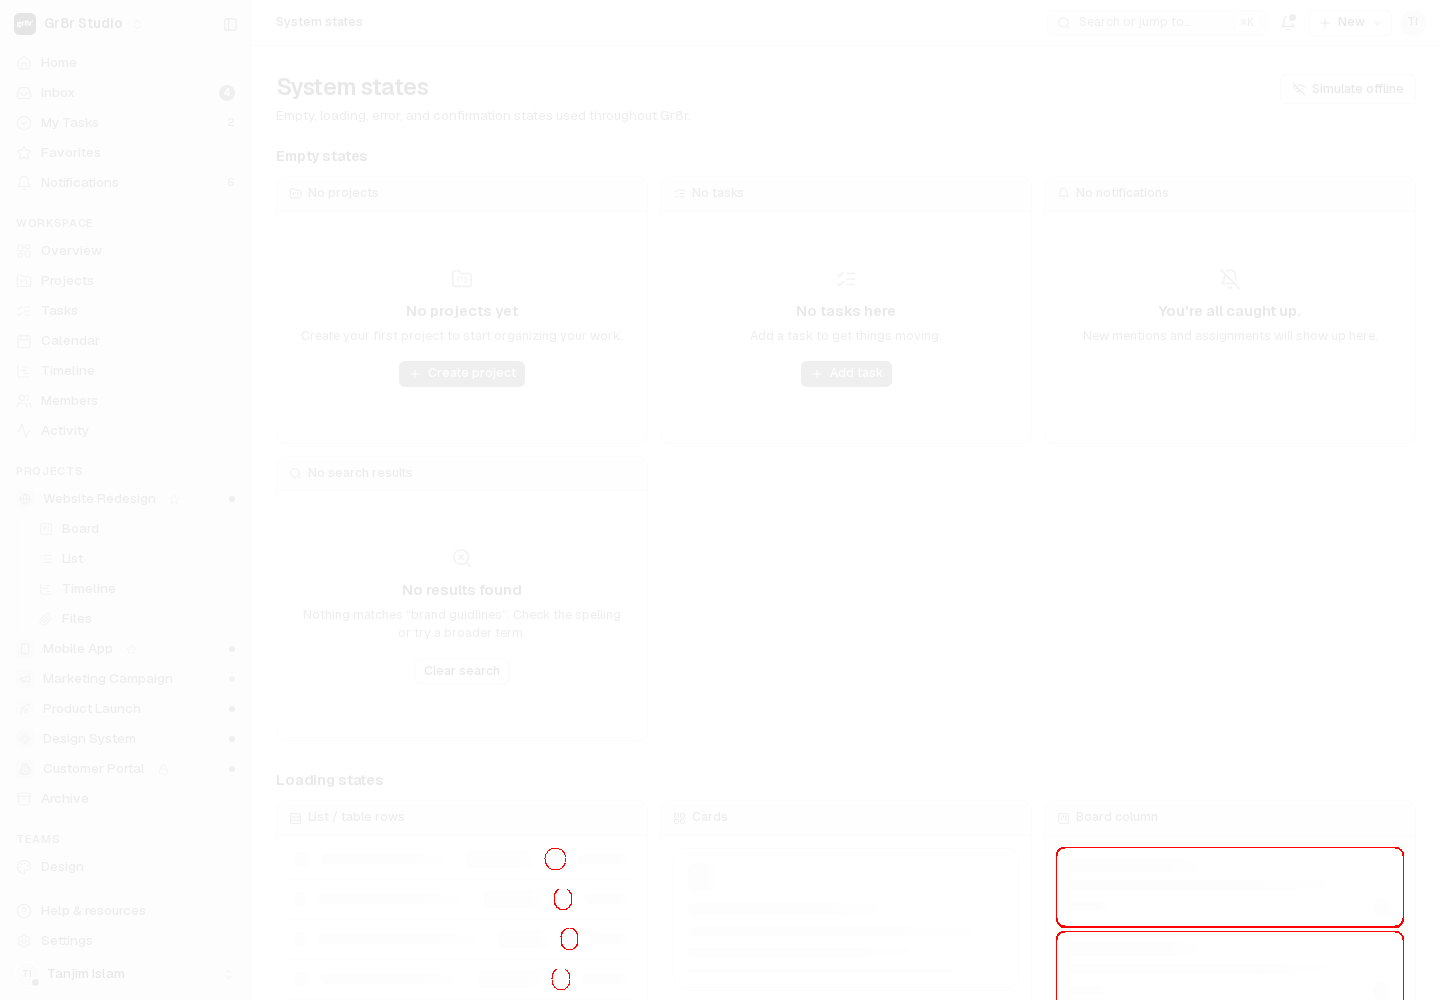 Gr8r Studio
Home
Inbox 4
My Tasks 2
Favorites
Notifications 6
WORKSPACE
Overview
Projects
Tasks
Calendar
Timeline
Members
Activity
PROJECTS
Website Redesign
Board
List
Timeline
Files
Mobile App
Marketing Campaign
Product Launch
Design System
Customer Portal
Archive
TEAMS
Design
Help & resources
Settings
TI Tanjim Islam
System states
Search or jump to... ⌘K
New
TI
System states
Simulate offline
Empty, loading, error, and confirmation states used throughout Gr8r.
Empty states
No projects
No projects yet
Create your first project to start organizing your work.
Create project
No tasks
No tasks here
Add a task to get things moving.
Add task
No notifications
You're all caught up.
New mentions and assignments will show up here.
No search results
No results found
Nothing matches "brand guidlines". Check the spelling
or try a broader term.
Clear search
Loading states
List / table rows
Cards
Board column